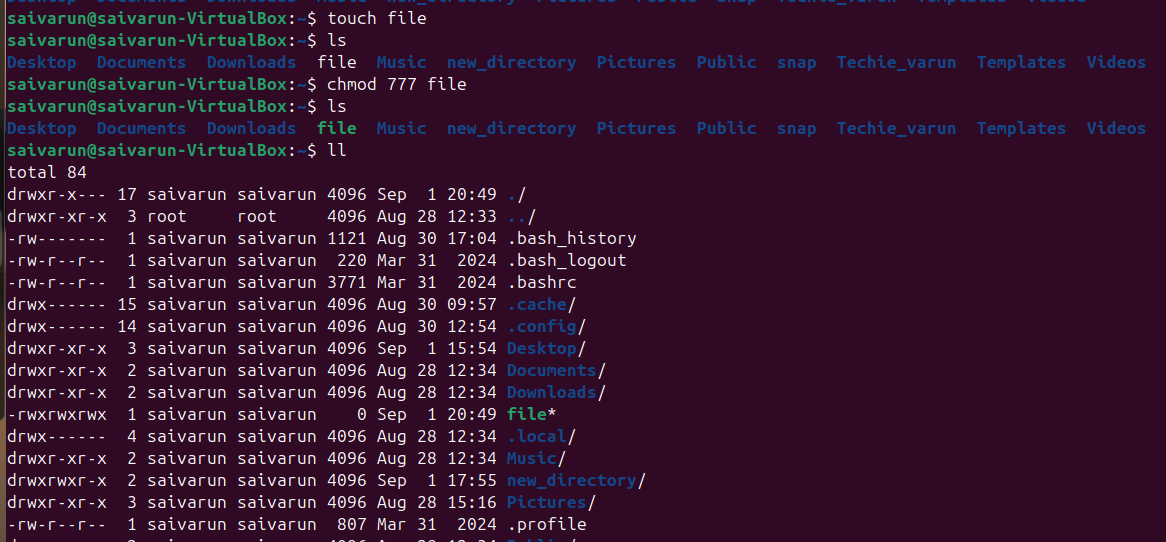 saivarun@saivarun-VirtualBox:~$ touch file
saivarun@saivarun-VirtualBox:~$ ls
Desktop  Documents  Downloads  file  Music  new_directory  Pictures  Public  snap  Techie_varun  Templates  Videos
saivarun@saivarun-VirtualBox:~$ chmod 777 file
saivarun@saivarun-VirtualBox:~$ ls
Desktop  Documents  Downloads  file  Music  new_directory  Pictures  Public  snap  Techie_varun  Templates  Videos
saivarun@saivarun-VirtualBox:~$ ll
total 84
drwxr-x--- 17 saivarun saivarun 4096 Sep  1 20:49 ./
drwxr-xr-x  3 root     root     4096 Aug 28 12:33 ../
-rw-------  1 saivarun saivarun 1121 Aug 30 17:04 .bash_history
-rw-r--r--  1 saivarun saivarun  220 Mar 31  2024 .bash_logout
-rw-r--r--  1 saivarun saivarun 3771 Mar 31  2024 .bashrc
drwx------ 15 saivarun saivarun 4096 Aug 30 09:57 .cache/
drwx------ 14 saivarun saivarun 4096 Aug 30 12:54 .config/
drwxr-xr-x  3 saivarun saivarun 4096 Sep  1 15:54 Desktop/
drwxr-xr-x  2 saivarun saivarun 4096 Aug 28 12:34 Documents/
drwxr-xr-x  2 saivarun saivarun 4096 Aug 28 12:34 Downloads/
-rwxrwxrwx  1 saivarun saivarun    0 Sep  1 20:49 file*
drwx------  4 saivarun saivarun 4096 Aug 28 12:34 .local/
drwxr-xr-x  2 saivarun saivarun 4096 Aug 28 12:34 Music/
drwxrwxr-x  2 saivarun saivarun 4096 Sep  1 17:55 new_directory/
drwxr-xr-x  3 saivarun saivarun 4096 Aug 28 15:16 Pictures/
-rw-r--r--  1 saivarun saivarun  807 Mar 31  2024 .profile